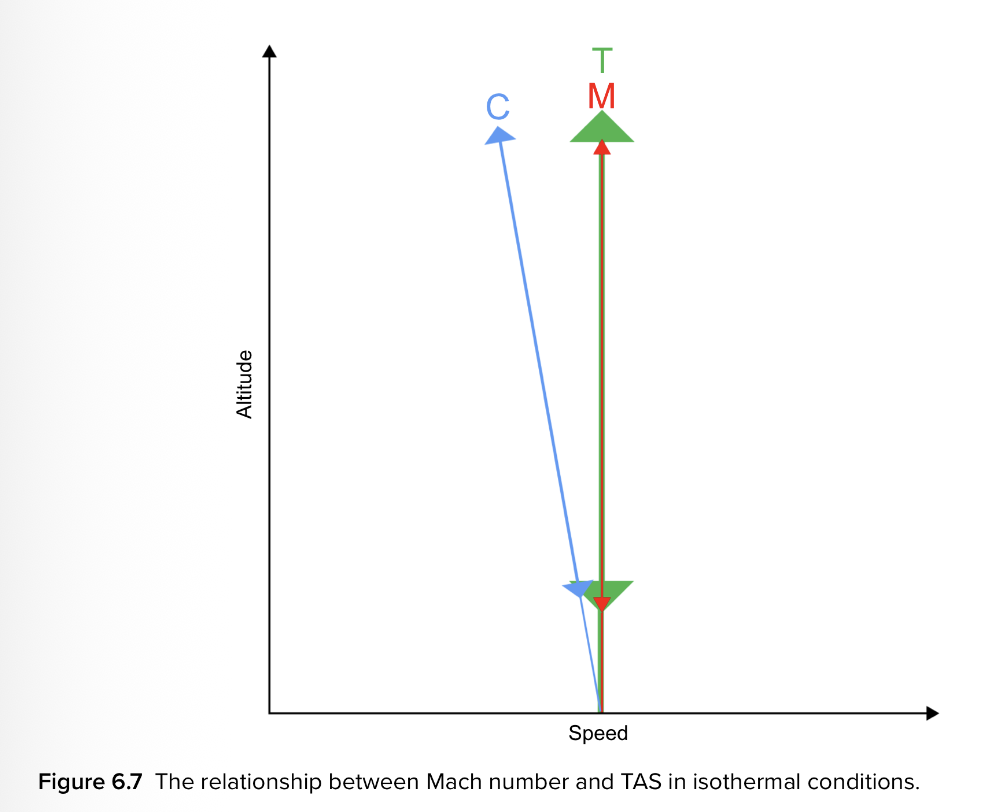 T
M
C
Altitude
Speed
Figure 6.7 The relationship between Mach number and TAS in isothermal conditions.